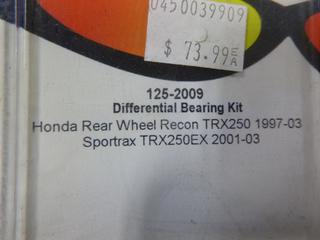 0450039909
$ 73.99 E/A
125-2009
Differential Bearing Kit
Honda Rear Wheel Recon TRX250 1997-03
Sportrax TRX250EX 2001-03